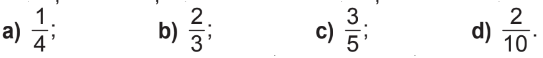 a) 1/4; b) 2/3; c) 3/5; d) 2/10.